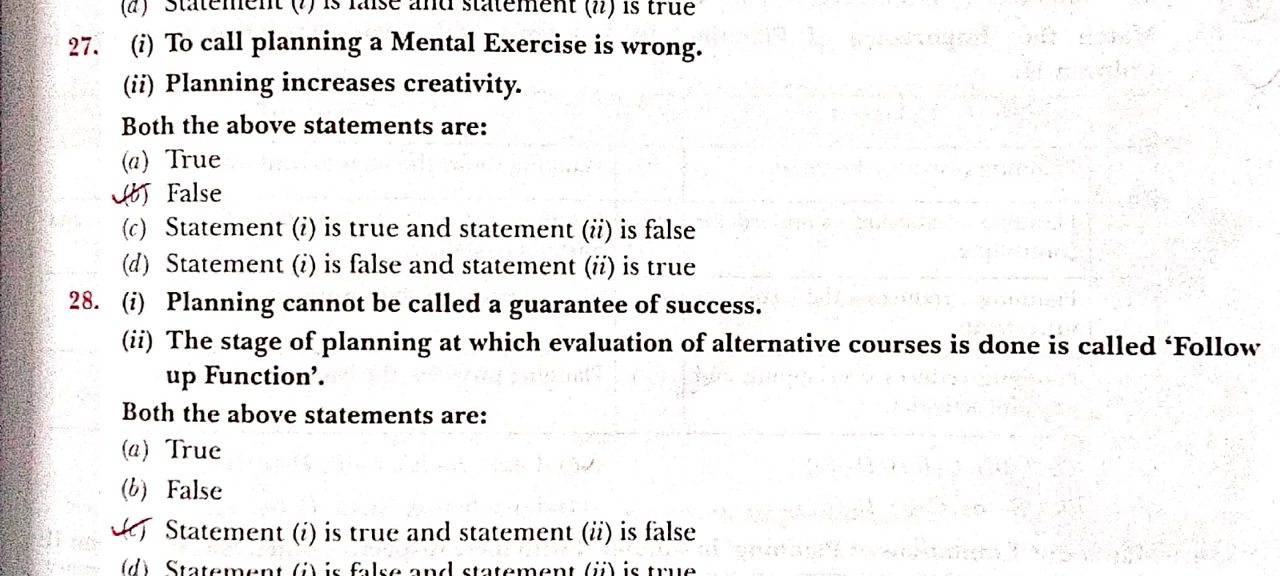 (d) Statement (i) is false and statement (ii) is true
27. (i) To call planning a Mental Exercise is wrong.
(ii) Planning increases creativity.
Both the above statements are:
(a) True
(b) False
(c) Statement (i) is true and statement (ii) is false
(d) Statement (i) is false and statement (ii) is true
28. (i) Planning cannot be called a guarantee of success.
(ii) The stage of planning at which evaluation of alternative courses is done is called ‘Follow
up Function’.
Both the above statements are:
(a) True
(b) False
(c) Statement (i) is true and statement (ii) is false
(d) Statement (i) is false and statement (ii) is true